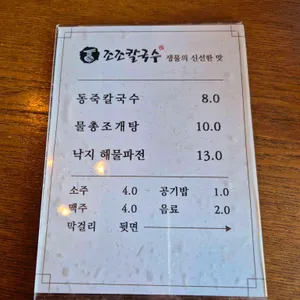 조조칼국수 생물의 신선한 맛
동죽칼국수 8.0
물총조개탕 10.0
낙지 해물파전 13.0
소주 4.0 공기밥 1.0
맥주 4.0 음료 2.0
막걸리 뒷면